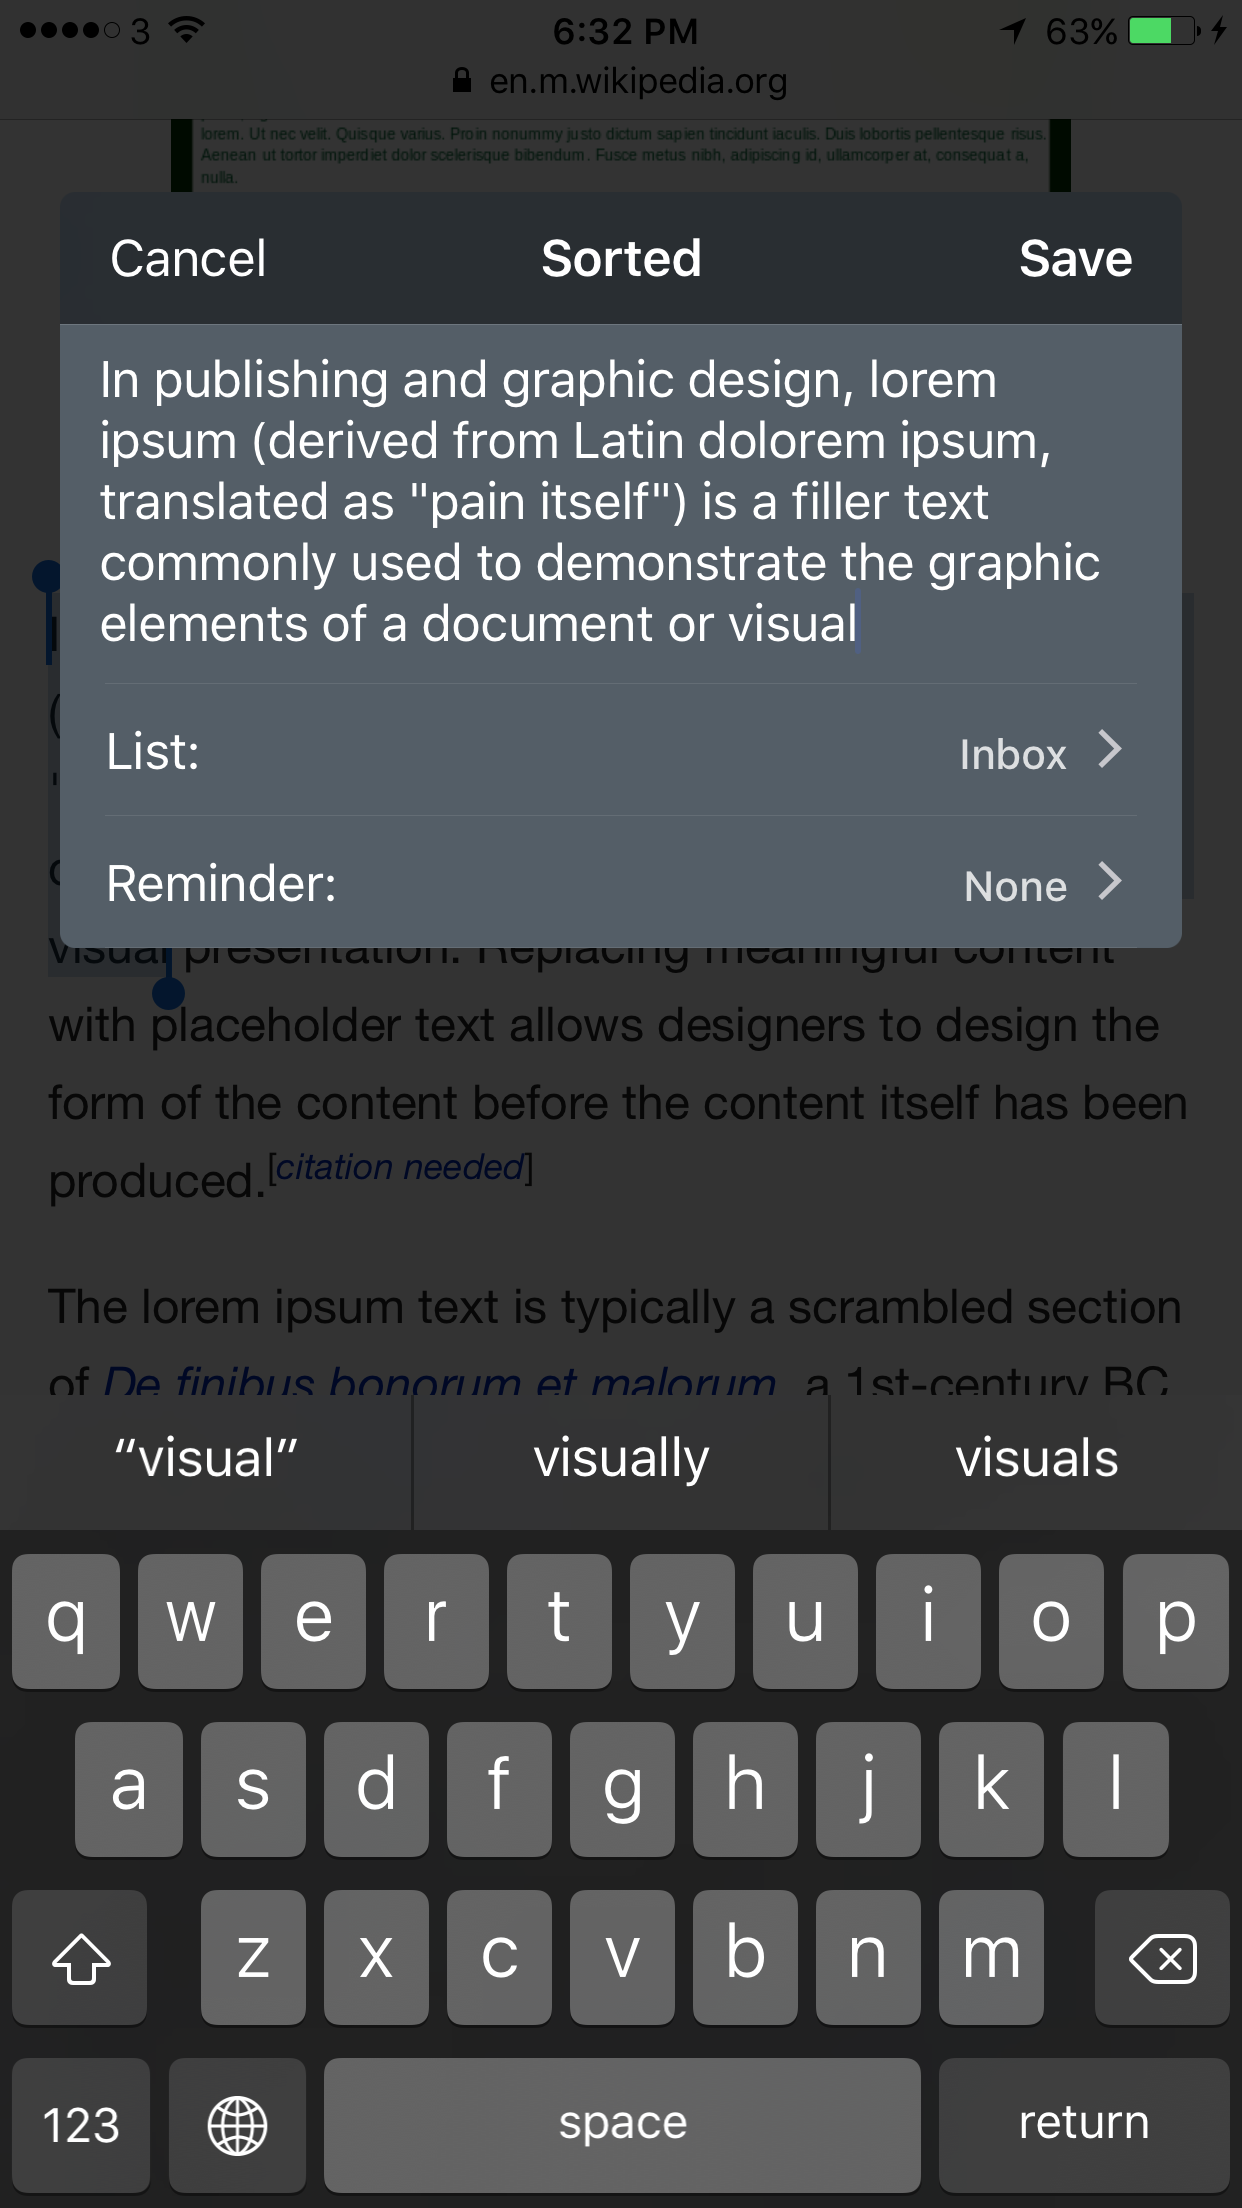 3 6:32 PM 63%
en.m.wikipedia.org
lorem. Ut nec velit. Quisque varius. Proin nonummy justo dictum sapien tincidunt iaculis. Duis lobortis pellentesque risus.
Aenean ut tortor imperdiet dolor scelerisque bibendum. Fusce metus nibh, adipiscing id, ullamcorper at, consequat a,
nulla.
Cancel Sorted Save
In publishing and graphic design, lorem
ipsum (derived from Latin dolorem ipsum,
translated as "pain itself") is a filler text
commonly used to demonstrate the graphic
elements of a document or visual
List: Inbox
Reminder: None
visual presentation. Replacing meaningful content
with placeholder text allows designers to design the
form of the content before the content itself has been
produced.[citation needed]
The lorem ipsum text is typically a scrambled section
of De finibus bonorum et malorum, a 1st-century BC
“visual” visually visuals
q w e r t y u i o p
a s d f g h j k l
z x c v b n m
123 space return